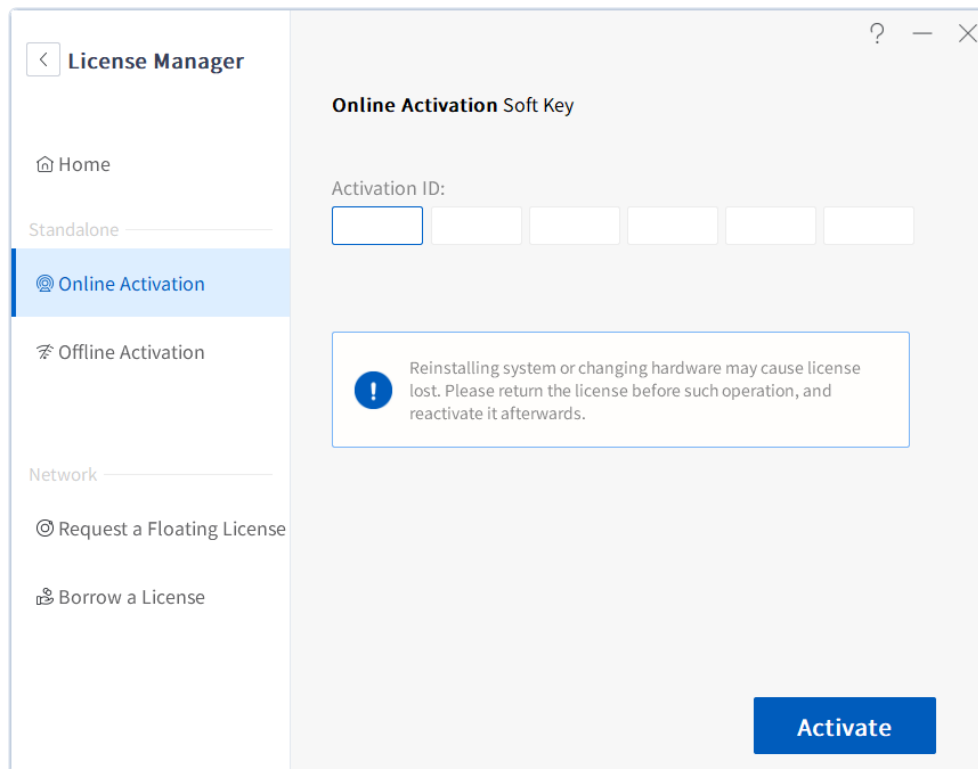 License Manager
Home
Standalone
Online Activation
Offline Activation
Network
Request a Floating License
Borrow a License
Online Activation Soft Key
Activation ID:
Reinstalling system or changing hardware may cause license
lost. Please return the license before such operation, and
reactivate it afterwards.
Activate